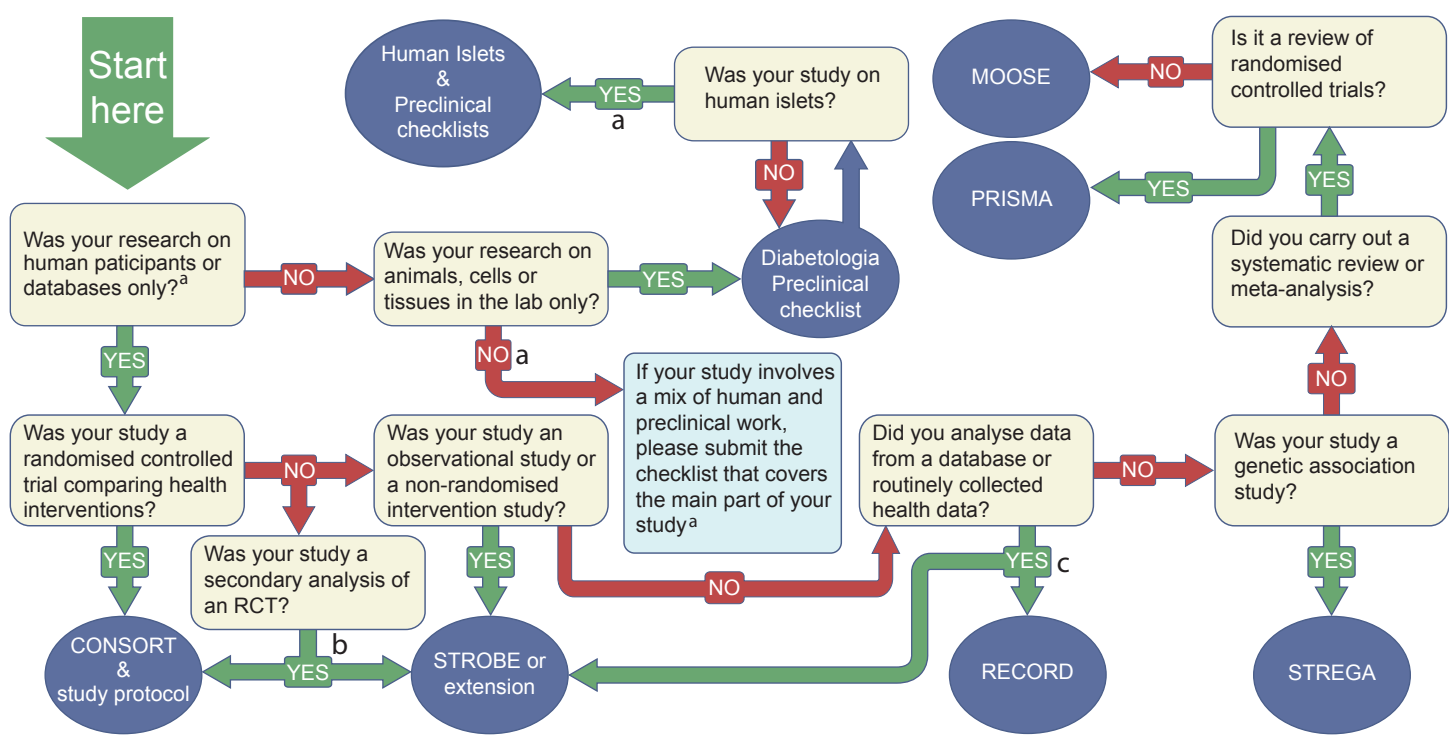 Start
here
Human Islets
&
Preclinical
checklists
YES
a
Was your study on
human islets?
NO
MOOSE
NO
Is it a review of
randomised
controlled trials?
PRISMA
YES
YES
Was your research on
human paticipants or
databases only?a
NO
Was your research on
animals, cells or
tissues in the lab only?
YES
Diabetologia
Preclinical
checklist
Did you carry out a
systematic review or
meta-analysis?
YES
NO a
If your study involves
a mix of human and
preclinical work,
please submit the
checklist that covers
the main part of your
studya
NO
Was your study a
randomised controlled
trial comparing health
interventions?
NO
Was your study an
observational study or
a non-randomised
intervention study?
Did you analyse data
from a database or
routinely collected
health data?
NO
Was your study a
genetic association
study?
YES
Was your study a
secondary analysis of
an RCT?
YES
NO
YES c
YES
CONSORT
&
study protocol
b
YES
STROBE or
extension
RECORD
STREGA